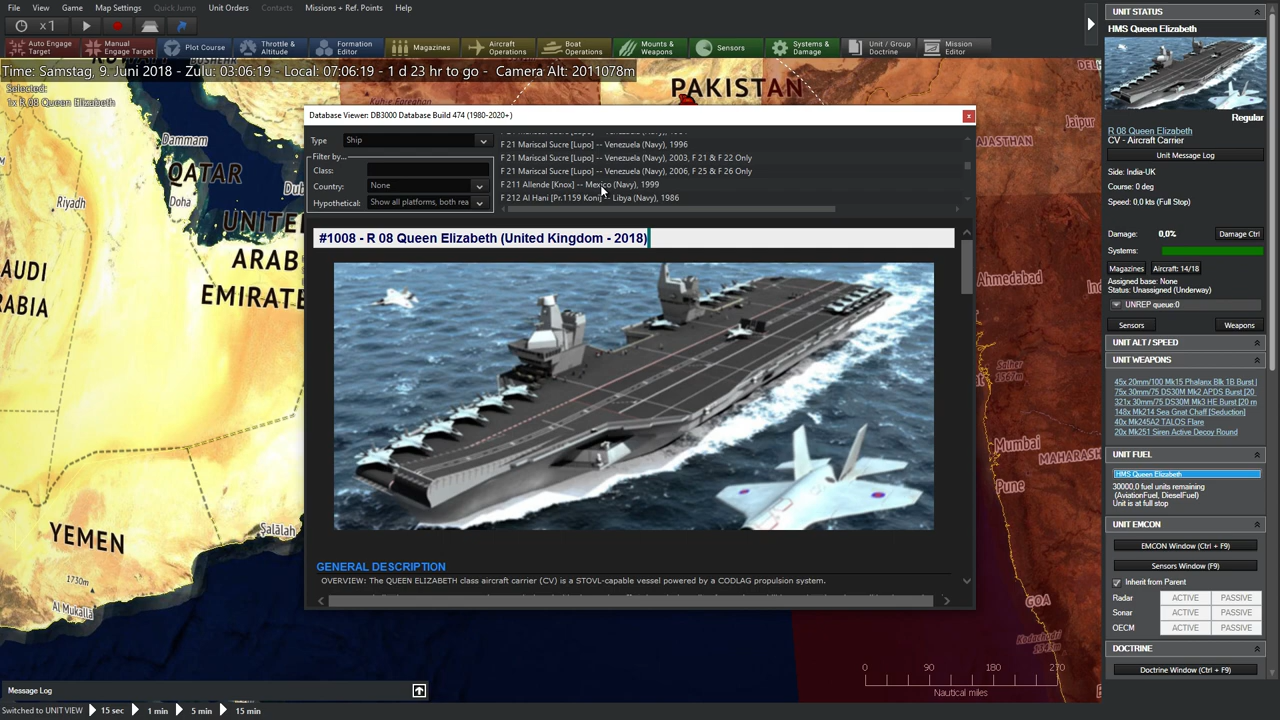 File View Game Map Settings Quick Jump Unit Orders Contacts Missions + Ref. Points Help
×1
Auto Engage Target
Manual Engage Target
Plot Course
Throttle & Altitude
Formation Editor
Magazines
Aircraft Operations
Boat Operations
Mounts & Weapons
Sensors
Systems & Damage
Unit / Group Doctrine
Mission Editor
Time: Samstag, 9. Juni 2018 - Zulu: 03:06:19 - Local: 07:06:19 - 1 d 23 hr to go - Camera Alt: 2011078m
Selected:
1x R 08 Queen Elizabeth
PAKISTAN
Dammam
QATAR
Doha
Riyadh
UNITE
ARAB
EMIRATE
AUDI
RABIA
YEMEN
1730m
Al Mukalla
Şalālah
Jaipur
RAJASTHAN
Ahmedabad
Mumbai
MAHARASH
Pune
GOA
Database Viewer: DB3000 Database Build 474 (1980-2020+)
x
Type Ship
Filter by...
Class:
Country: None
Hypothetical: Show all platforms, both rea
F 21 Mariscal Sucre [Lupo] -- Venezuela (Navy), 1996
F 21 Mariscal Sucre [Lupo] -- Venezuela (Navy), 2003, F 21 & F 22 Only
F 21 Mariscal Sucre [Lupo] -- Venezuela (Navy), 2006, F 25 & F 26 Only
F 211 Allende [Knox] -- Mexico (Navy), 1999
F 212 Al Hani [Pr.1159 Koni] -- Libya (Navy), 1986
#1008 - R 08 Queen Elizabeth (United Kingdom - 2018)
GENERAL DESCRIPTION
OVERVIEW: The QUEEN ELIZABETH class aircraft carrier (CV) is a STOVL-capable vessel powered by a CODLAG propulsion system.
0 90 180 270
Nautical miles
Message Log
Switched to UNIT VIEW 15 sec 1 min 5 min 15 min
UNIT STATUS
HMS Queen Elizabeth
Regular
R 08 Queen Elizabeth
CV - Aircraft Carrier
Unit Message Log
Side: India-UK
Course: 0 deg
Speed: 0,0 kts (Full Stop)
Damage: 0,0% Damage Ctrl
Systems:
Magazines Aircraft: 14/18
Assigned base: None
Status: Unassigned (Underway)
UNREP queue:0
Sensors Weapons
UNIT ALT / SPEED
UNIT WEAPONS
45x 20mm/100 Mk15 Phalanx Blk 1B Burst [
75x 30mm/75 DS30M Mk2 APDS Burst [20
321x 30mm/75 DS30M Mk3 HE Burst [20 m
148x Mk214 Sea Gnat Chaff [Seduction]
40x Mk245A2 TALOS Flare
20x Mk251 Siren Active Decoy Round
UNIT FUEL
HMS Queen Elizabeth
30000,0 fuel units remaining
(AviationFuel, DieselFuel)
Unit is at full stop
UNIT EMCON
EMCON Window (Ctrl + F9)
Sensors Window (F9)
Inherit from Parent
Radar ACTIVE PASSIVE
Sonar ACTIVE PASSIVE
OECM ACTIVE PASSIVE
DOCTRINE
Doctrine Window (Ctrl + F9)